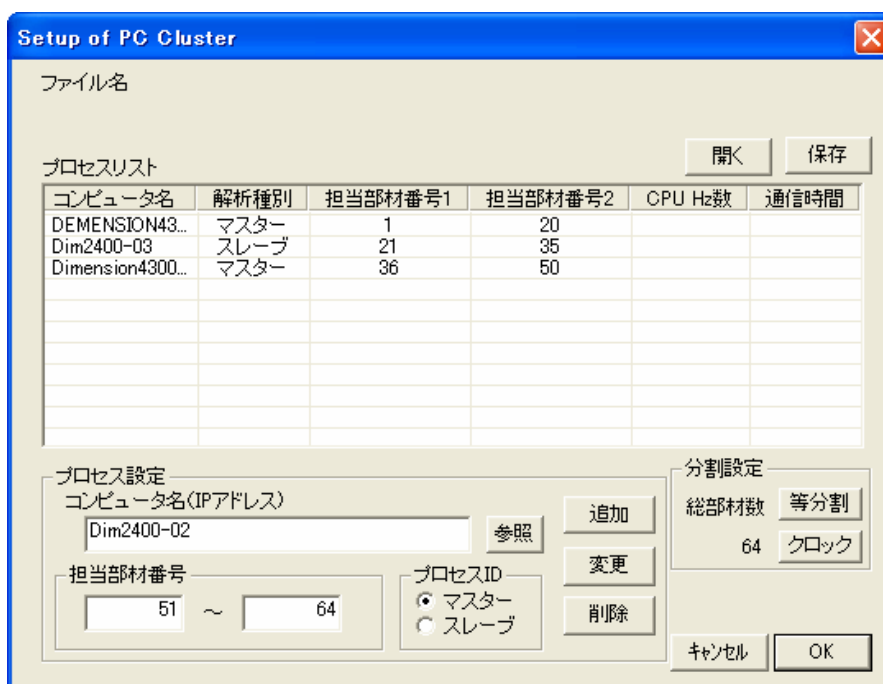 Setup of PC Cluster
ファイル名
開く 保存
プロセスリスト
コンピュータ名 解析種別 担当部材番号1 担当部材番号2 CPU Hz数 通信時間
DEMENSION43... マスター 1 20
Dim2400-03 スレーブ 21 35
Dimension4300... マスター 36 50
プロセス設定
コンピュータ名(IPアドレス)
Dim2400-02 参照
担当部材番号
51 ～ 64
プロセスID
マスター
スレーブ
追加
変更
削除
分割設定
総部材数 等分割
64 クロック
キャンセル OK